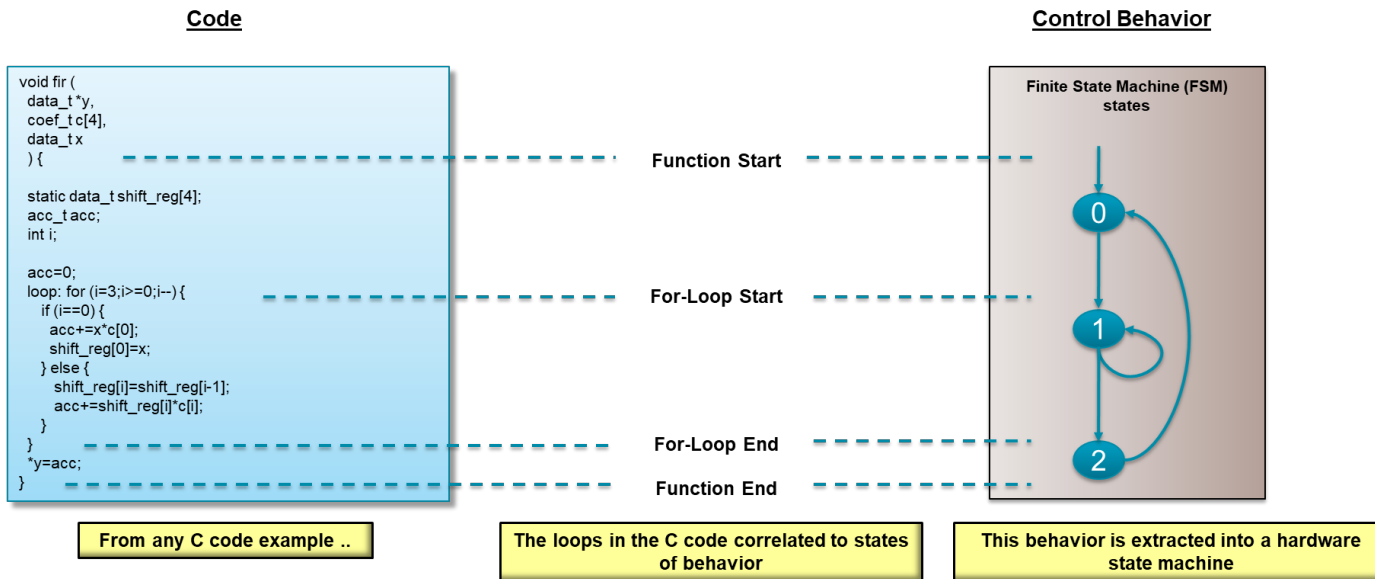 Code
Control Behavior
void fir (
data_t *y,
coef_t c[4],
data_t x
) {
static data_t shift_reg[4];
acc_t acc;
int i;
acc=0;
loop: for (i=3;i>=0;i--) {
if (i==0) {
acc+=x*c[0];
shift_reg[0]=x;
} else {
shift_reg[i]=shift_reg[i-1];
acc+=shift_reg[i]*c[i];
}
}
*y=acc;
}
Function Start
For-Loop Start
For-Loop End
Function End
Finite State Machine (FSM)
states
0
1
2
From any C code example ..
The loops in the C code correlated to states
of behavior
This behavior is extracted into a hardware
state machine